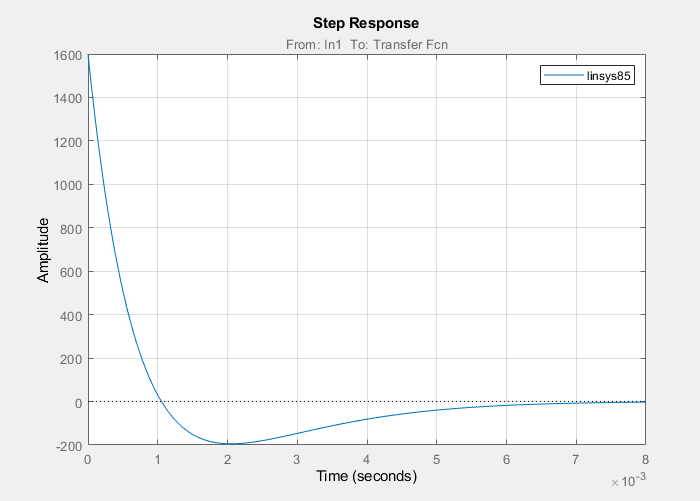 Step Response
From: In1 To: Transfer Fcn
linsys85
1600
1400
1200
1000
800
600
400
200
0
-200
Amplitude
0 1 2 3 4 5 6 7 8
Time (seconds)
×10^-3